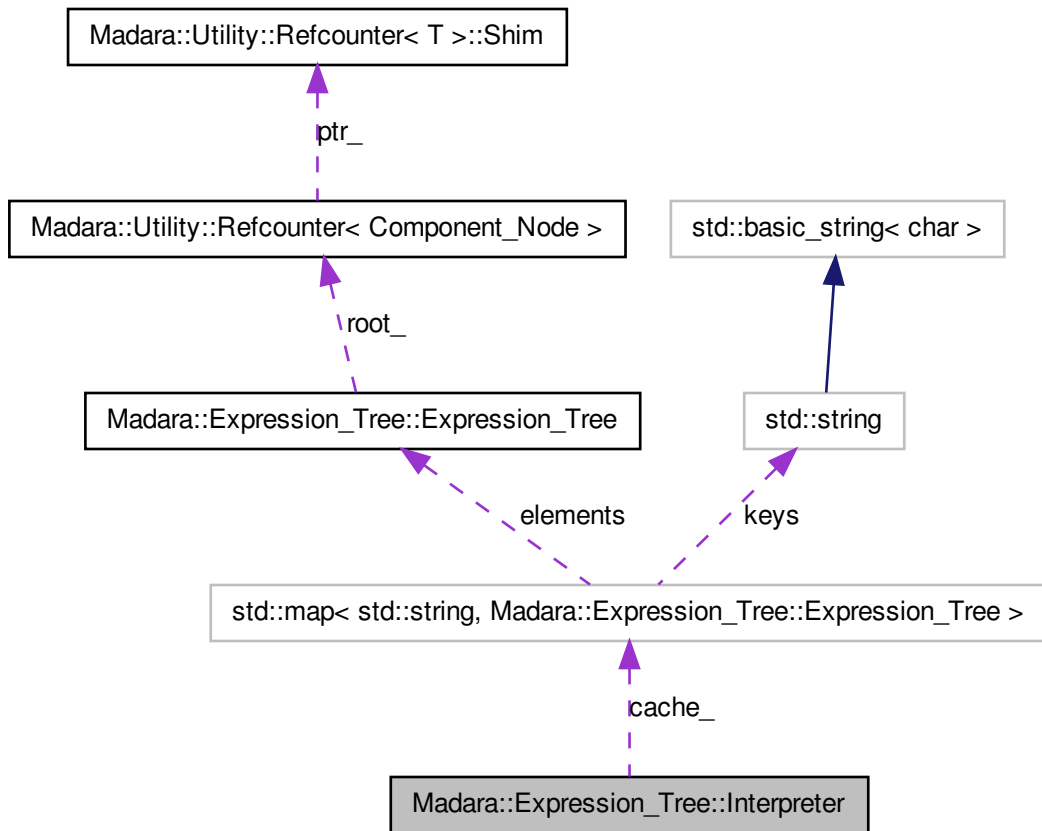 Madara::Utility::Refcounter< T >::Shim
ptr_
Madara::Utility::Refcounter< Component_Node >
std::basic_string< char >
root_
Madara::Expression_Tree::Expression_Tree
std::string
elements
keys
std::map< std::string, Madara::Expression_Tree::Expression_Tree >
cache_
Madara::Expression_Tree::Interpreter